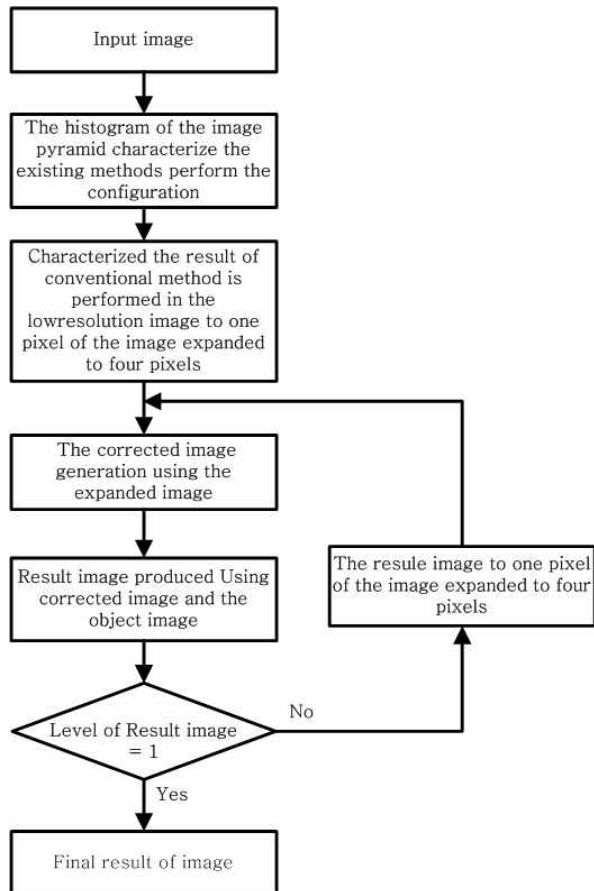 Input image
The histogram of the image
pyramid characterize the
existing methods perform the
configuration
Characterized the result of
conventional method is
performed in the
lowresolution image to one
pixel of the image expanded
to four pixels
The corrected image
generation using the
expanded image
Result image produced Using
corrected image and the
object image
The resule image to one pixel
of the image expanded to four
pixels
Level of Result image
= 1
No
Yes
Final result of image